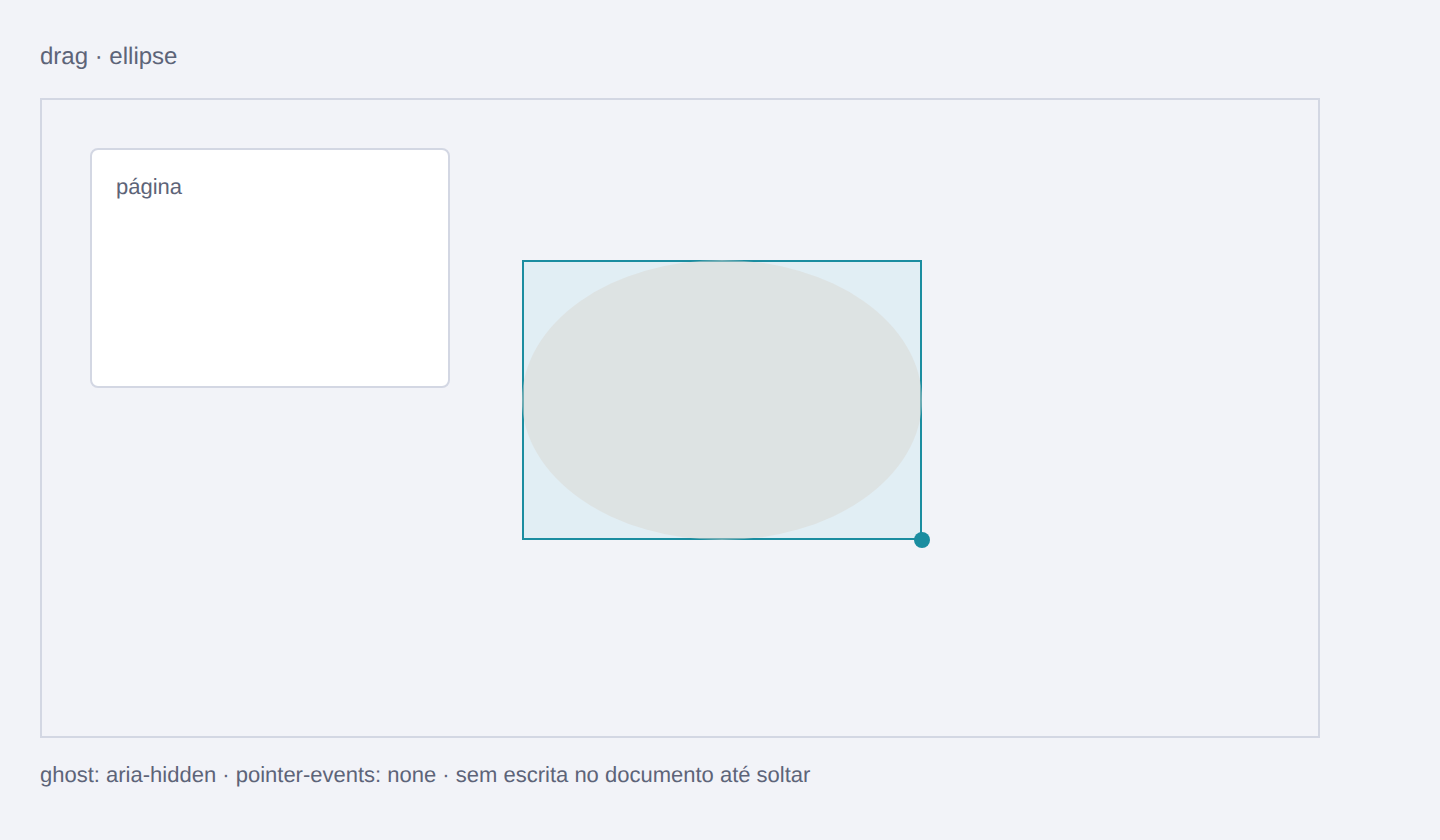 drag · ellipse
página
ghost: aria-hidden · pointer-events: none · sem escrita no documento até soltar